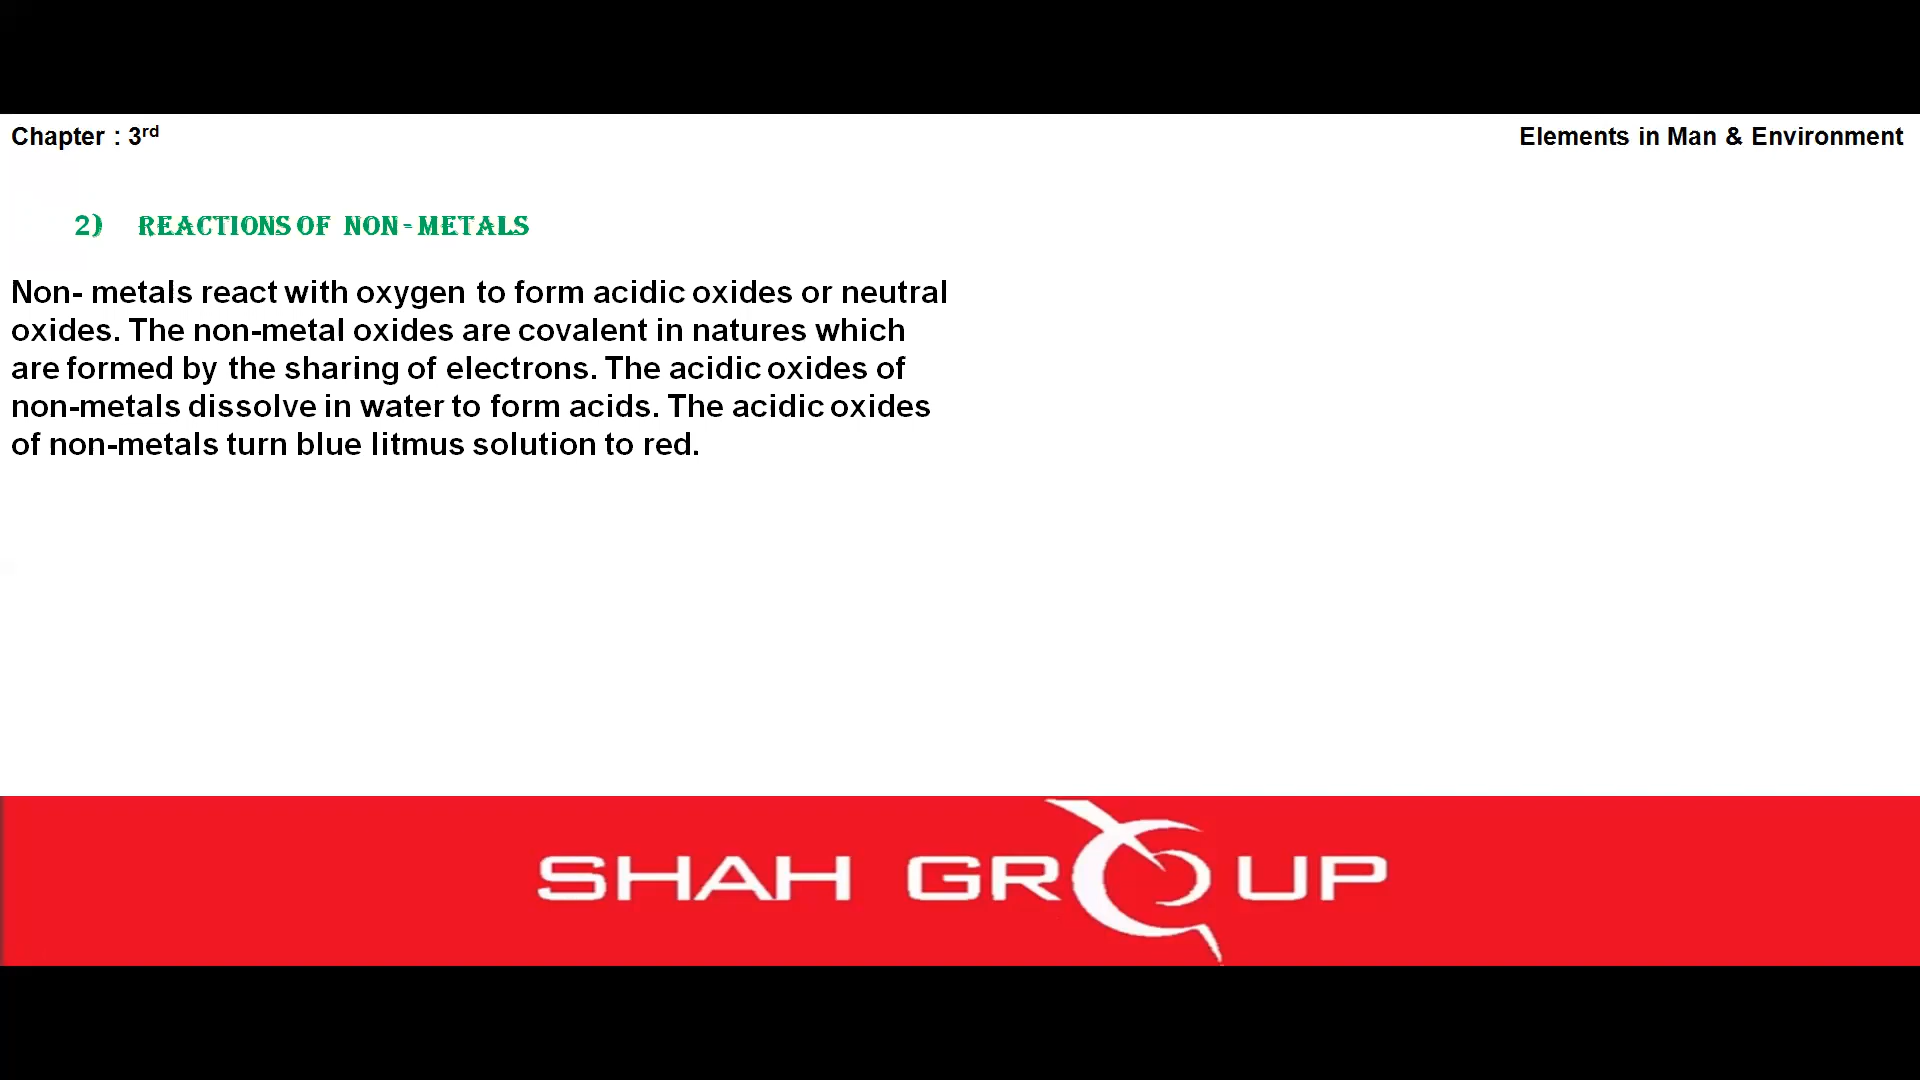 Chapter : 3rd
Elements in Man & Environment
2) REACTIONS OF NON-METALS
Non- metals react with oxygen to form acidic oxides or neutral
oxides. The non-metal oxides are covalent in natures which
are formed by the sharing of electrons. The acidic oxides of
non-metals dissolve in water to form acids. The acidic oxides
of non-metals turn blue litmus solution to red.
SHAH GROUP